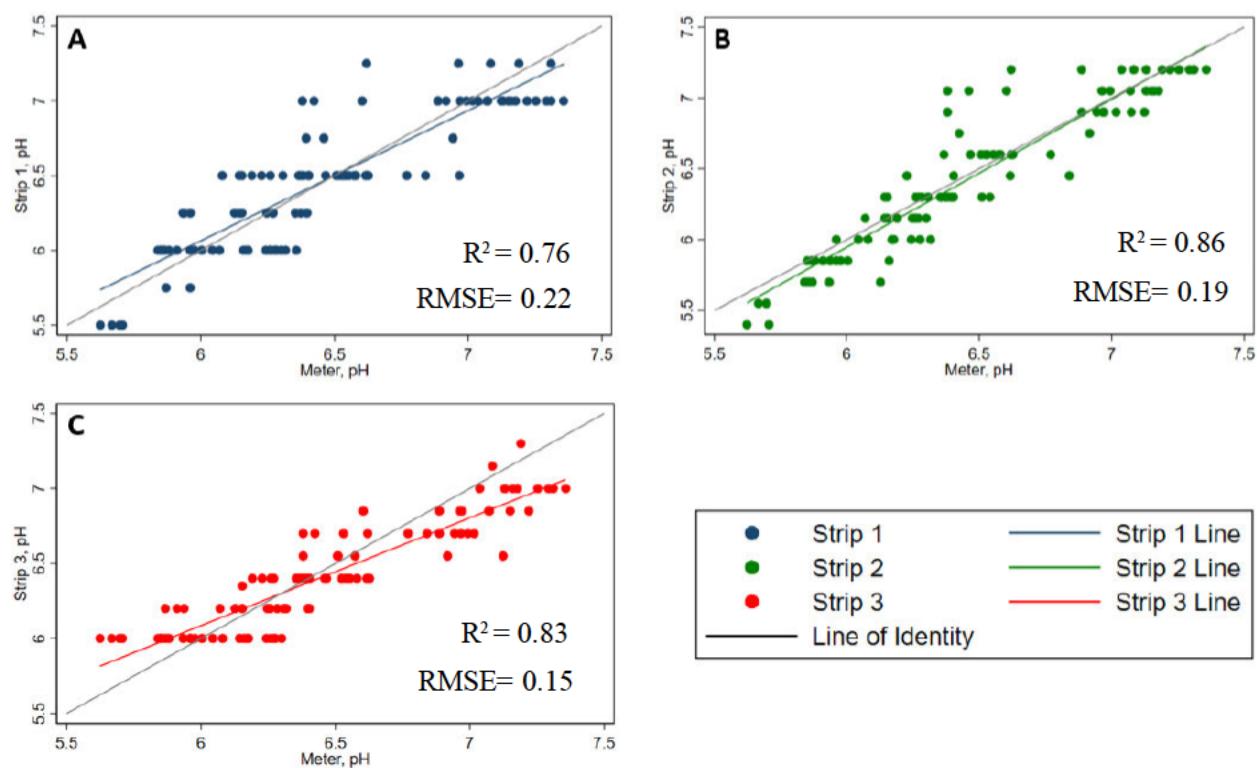 A
7.5
7
6.5
6
5.5
Strip 1, pH
R² = 0.76
RMSE= 0.22
5.5 6 6.5 7 7.5
Meter, pH
B
7.5
7
6.5
6
5.5
Strip 2, pH
R² = 0.86
RMSE= 0.19
5.5 6 6.5 7 7.5
Meter, pH
C
7.5
7
6.5
6
5.5
Strip 3, pH
R² = 0.83
RMSE= 0.15
5.5 6 6.5 7 7.5
Meter, pH
Strip 1 Strip 1 Line
Strip 2 Strip 2 Line
Strip 3 Strip 3 Line
Line of Identity